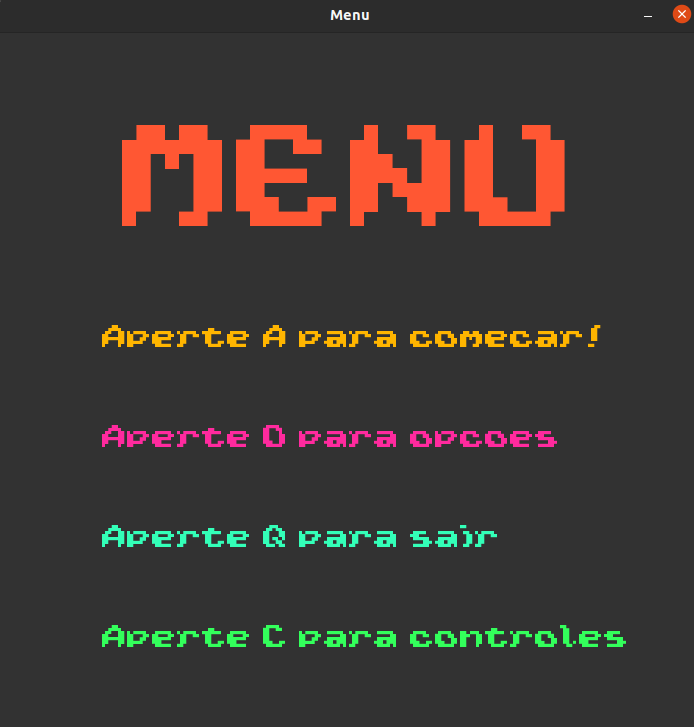 Menu
MENU
Aperte A para comecar!
Aperte O para opcoes
Aperte Q para sair
Aperte C para controles